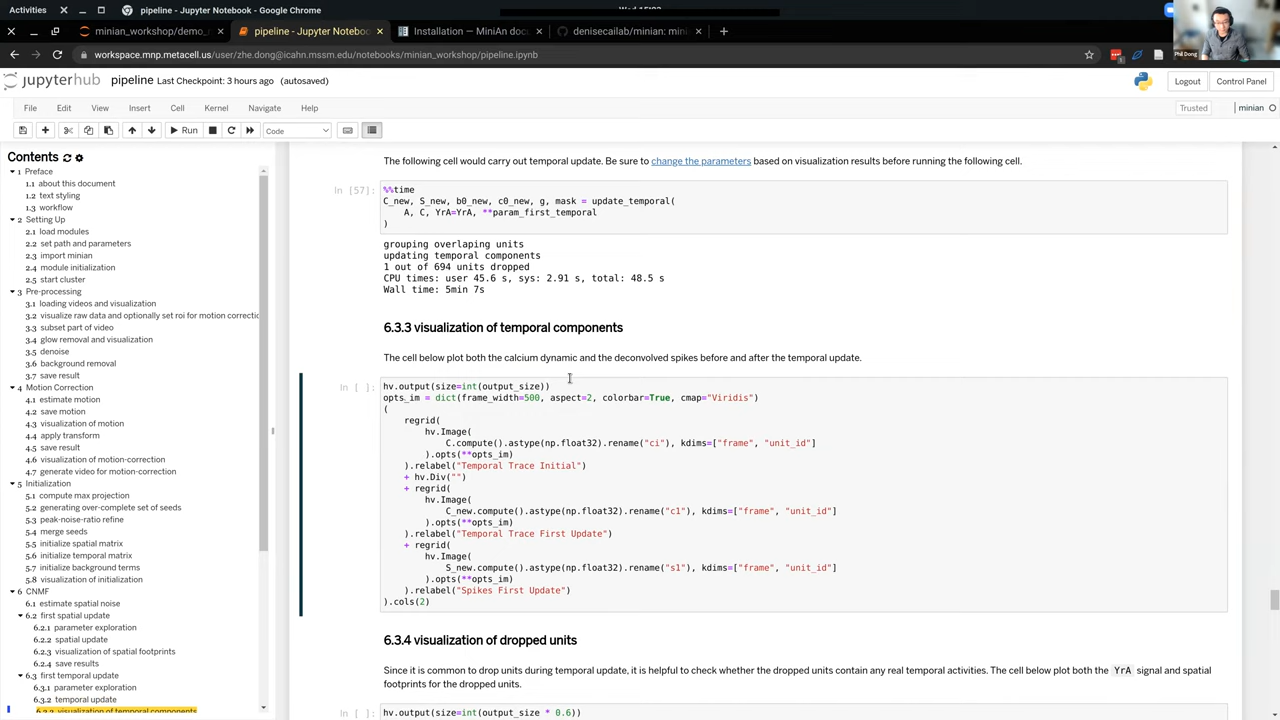 Activities
pipeline - Jupyter Notebook - Google Chrome
minian_workshop/demo_r
pipeline - Jupyter Noteboo
Installation — MiniAn docu
denisecailab/minian: mini
workspace.mnp.metacell.us/user/zhe.dong@icahn.mssm.edu/notebooks/minian_workshop/pipeline.ipynb
Phil Dong
jupyterhub
pipeline Last Checkpoint: 3 hours ago (autosaved)
Logout
Control Panel
File Edit View Insert Cell Kernel Navigate Help
Trusted
minian
Run
Code
Contents
1 Preface
1.1 about this document
1.2 text styling
1.3 workflow
2 Setting Up
2.1 load modules
2.2 set path and parameters
2.3 import minian
2.4 module initialization
2.5 start cluster
3 Pre-processing
3.1 loading videos and visualization
3.2 visualize raw data and optionally set roi for motion correctio
3.3 subset part of video
3.4 glow removal and visualization
3.5 denoise
3.6 background removal
3.7 save result
4 Motion Correction
4.1 estimate motion
4.2 save motion
4.3 visualization of motion
4.4 apply transform
4.5 save result
4.6 visualization of motion-correction
4.7 generate video for motion-correction
5 Initialization
5.1 compute max projection
5.2 generating over-complete set of seeds
5.3 peak-noise-ratio refine
5.4 merge seeds
5.5 initialize spatial matrix
5.6 initialize temporal matrix
5.7 initialize background terms
5.8 visualization of initialization
6 CNMF
6.1 estimate spatial noise
6.2 first spatial update
6.2.1 parameter exploration
6.2.2 spatial update
6.2.3 visualization of spatial footprints
6.2.4 save results
6.3 first temporal update
6.3.1 parameter exploration
6.3.2 temporal update
6.3.3 visualization of temporal components
The following cell would carry out temporal update. Be sure to change the parameters based on visualization results before running the following cell.
In [57]:
%%time
C_new, S_new, b0_new, c0_new, g, mask = update_temporal(
    A, C, YrA=YrA, **param_first_temporal
)
grouping overlaping units
updating temporal components
1 out of 694 units dropped
CPU times: user 45.6 s, sys: 2.91 s, total: 48.5 s
Wall time: 5min 7s
6.3.3 visualization of temporal components
The cell below plot both the calcium dynamic and the deconvolved spikes before and after the temporal update.
In [ ]:
hv.output(size=int(output_size))
opts_im = dict(frame_width=500, aspect=2, colorbar=True, cmap="Viridis")
(
    regrid(
        hv.Image(
            C.compute().astype(np.float32).rename("ci"), kdims=["frame", "unit_id"]
        ).opts(**opts_im)
    ).relabel("Temporal Trace Initial")
    + hv.Div("")
    + regrid(
        hv.Image(
            C_new.compute().astype(np.float32).rename("c1"), kdims=["frame", "unit_id"]
        ).opts(**opts_im)
    ).relabel("Temporal Trace First Update")
    + regrid(
        hv.Image(
            S_new.compute().astype(np.float32).rename("s1"), kdims=["frame", "unit_id"]
        ).opts(**opts_im)
    ).relabel("Spikes First Update")
).cols(2)
6.3.4 visualization of dropped units
Since it is common to drop units during temporal update, it is helpful to check whether the dropped units contain any real temporal activities. The cell below plot both the YrA signal and spatial
footprints for the dropped units.
In [ ]:
hv.output(size=int(output_size * 0.6))